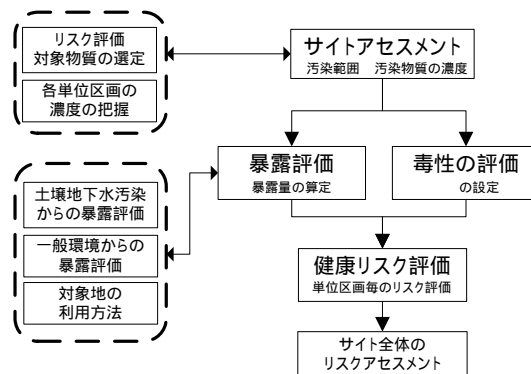 リスク評価
対象物質の選定
各単位区画の
濃度の把握
サイトアセスメント
汚染範囲　汚染物質の濃度
土壌地下水汚染
からの暴露評価
一般環境からの
暴露評価
対象地の
利用方法
暴露評価
暴露量の算定
毒性の評価
の設定
健康リスク評価
単位区画毎のリスク評価
サイト全体の
リスクアセスメント